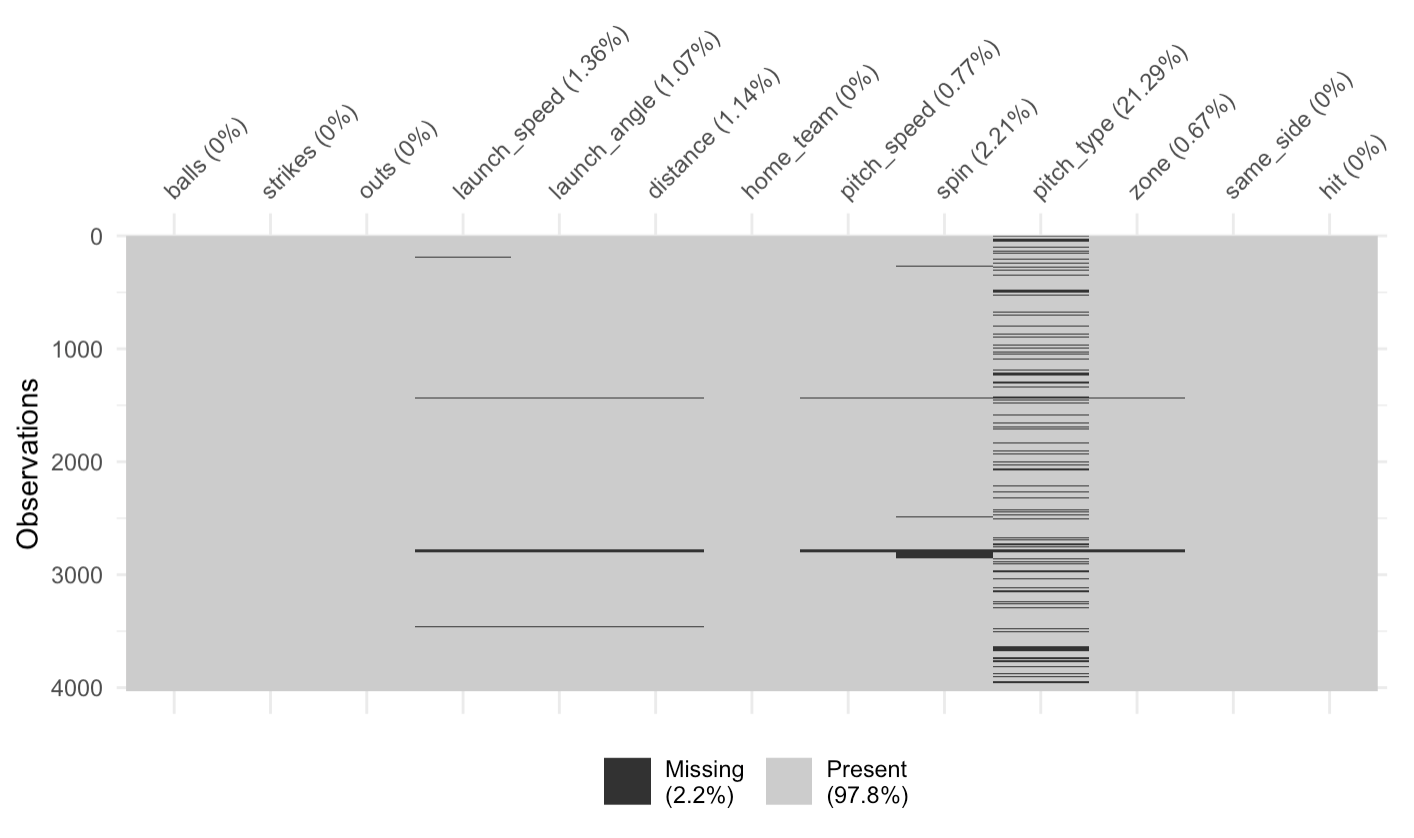 balls (0%)
strikes (0%)
outs (0%)
launch_speed (1.36%)
launch_angle (1.07%)
distance (1.14%)
home_team (0%)
pitch_speed (0.77%)
spin (2.21%)
pitch_type (21.29%)
zone (0.67%)
same_side (0%)
hit (0%)
Observations
0
1000
2000
3000
4000
Missing
(2.2%)
Present
(97.8%)